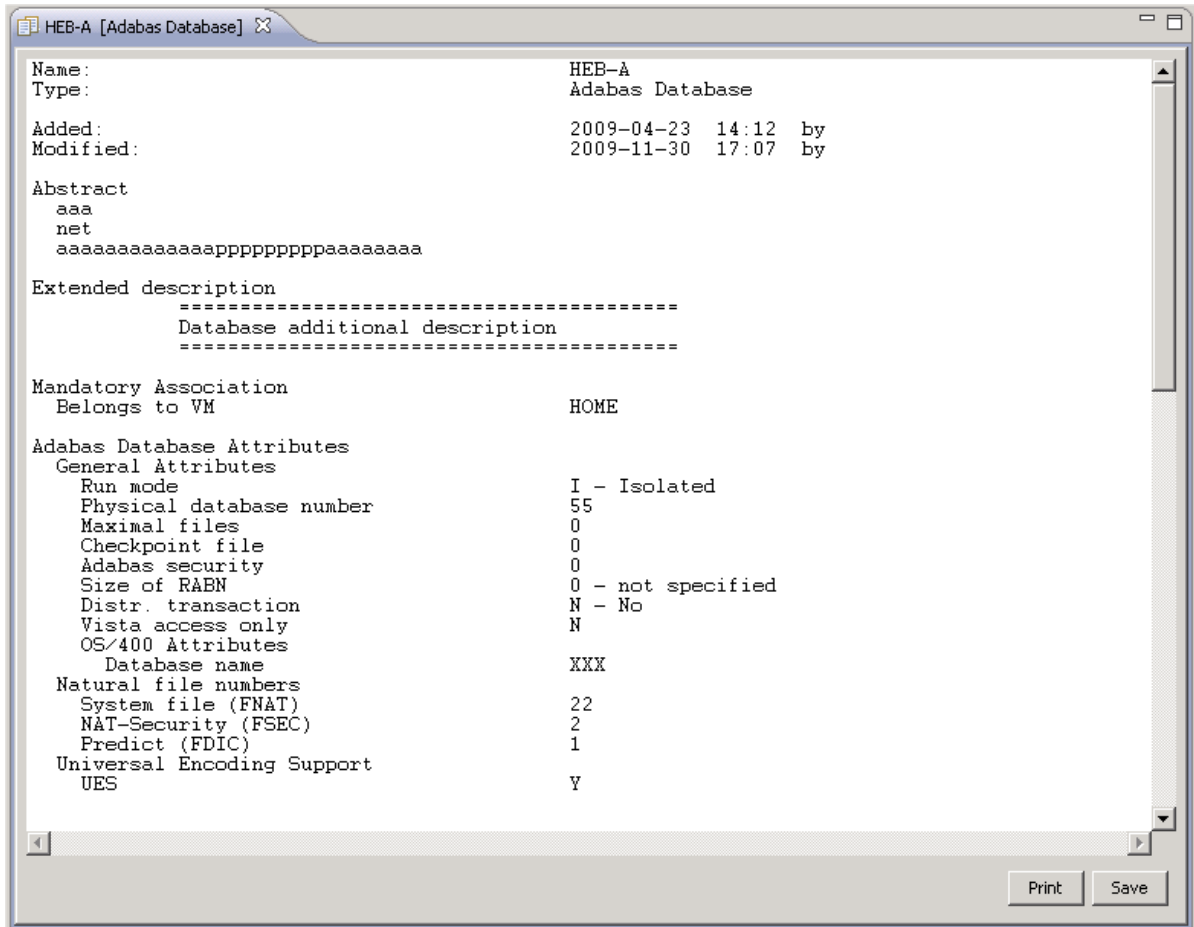 HEB-A [Adabas Database]
Name: HEB-A
Type: Adabas Database
Added: 2009-04-23 14:12 by
Modified: 2009-11-30 17:07 by
Abstract
aaa
net
aaaaaaaaaaaaapppppppppaaaaaaaa
Extended description
=========================================
Database additional description
=========================================
Mandatory Association
Belongs to VM HOME
Adabas Database Attributes
General Attributes
Run mode I - Isolated
Physical database number 55
Maximal files 0
Checkpoint file 0
Adabas security 0
Size of RABN 0 - not specified
Distr. transaction N - No
Vista access only N
OS/400 Attributes
Database name XXX
Natural file numbers
System file (FNAT) 22
NAT-Security (FSEC) 2
Predict (FDIC) 1
Universal Encoding Support
UES Y
Print Save